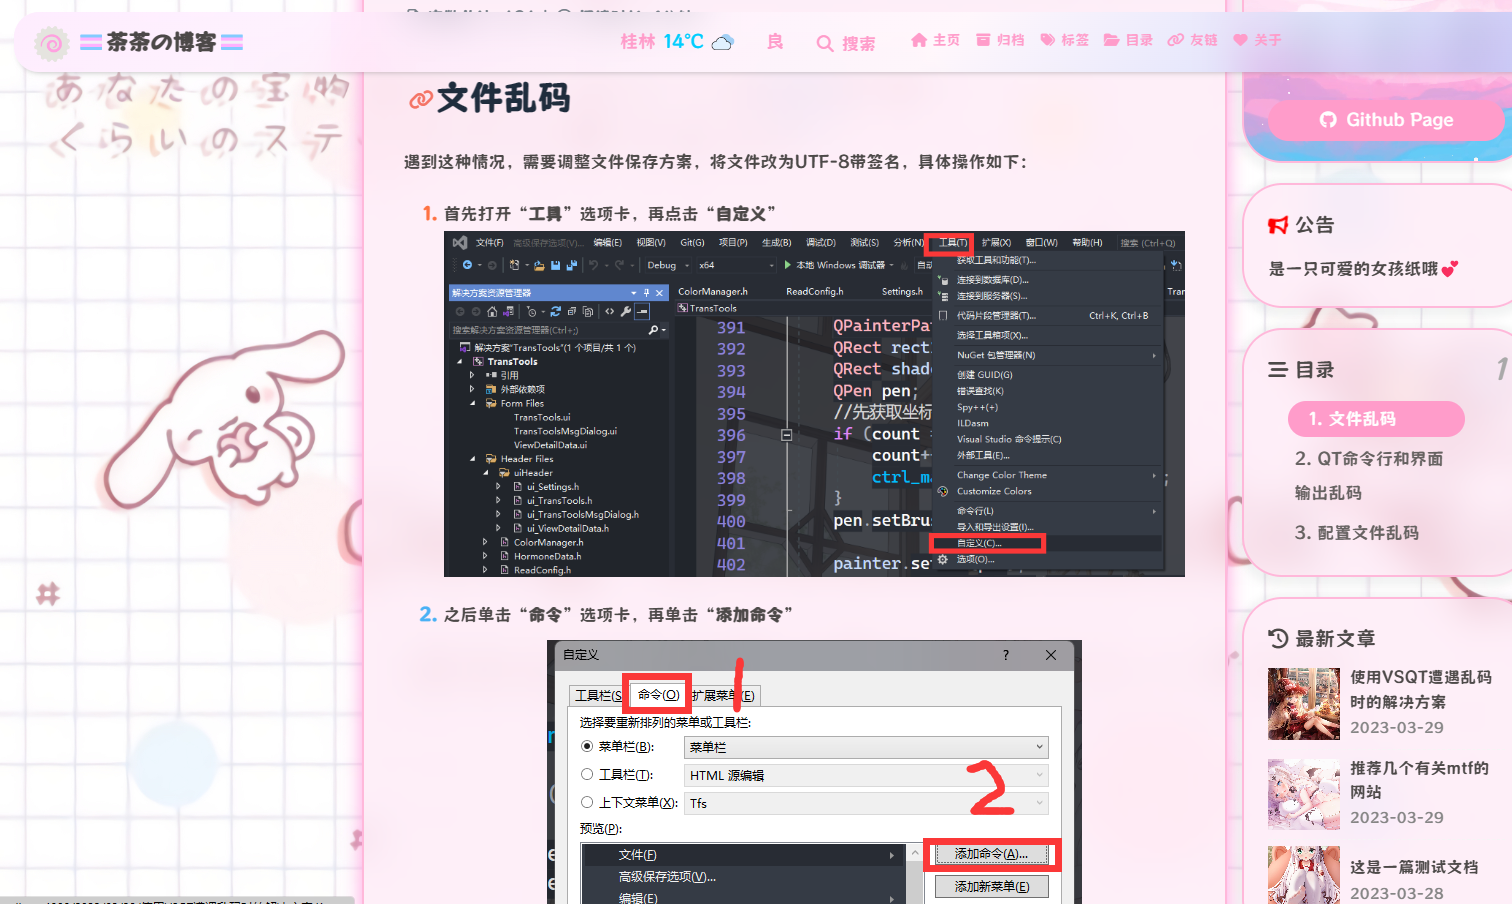 茶茶の博客
桂林 14℃
良
搜索
主页
归档
标签
目录
友链
关于
あなたの宝物
くらいのステ
文件乱码
遇到这种情况，需要调整文件保存方案，将文件改为UTF-8带签名，具体操作如下：
1. 首先打开“工具”选项卡，再点击“自定义”
文件(F) 高级保存选项(V)... 编辑(E) 视图(V) Git(G) 项目(P) 生成(B) 调试(D) 测试(S) 分析(N) 工具(T) 扩展(X) 窗口(W) 帮助(H) 搜索 (Ctrl+Q)
Debug x64 本地 Windows 调试器 自动
解决方案资源管理器
搜索解决方案资源管理器(Ctrl+;)
解决方案"TransTools"(1 个项目/共 1 个)
TransTools
引用
外部依赖项
Form Files
TransTools.ui
TransToolsMsgDialog.ui
ViewDetailData.ui
Header Files
uiHeader
ui_Settings.h
ui_TransTools.h
ui_TransToolsMsgDialog.h
ui_ViewDetailData.h
ColorManager.h
HormoneData.h
ReadConfig.h
ColorManager.h ReadConfig.h Settings.h Tran
TransTools
391 QPainterPa
392 QRect rect
393 QRect shad
394 QPen pen;
395 //先获取坐标
396 if (count
397 count+
398 ctrl_m
399 }
400 pen.setBru
401
402 painter.se
获取工具和功能(T)...
连接到数据库(D)...
连接到服务器(S)...
代码片段管理器(T)... Ctrl+K, Ctrl+B
选择工具箱项(X)...
NuGet 包管理器(N)
创建 GUID(G)
错误查找(K)
Spy++(+)
ILDasm
Visual Studio 命令提示(C)
外部工具(E)...
Change Color Theme
Customize Colors
命令行(L)
导入和导出设置(I)...
自定义(C)...
选项(O)...
2. 之后单击“命令”选项卡，再单击“添加命令”
自定义 ?
工具栏(S 命令(O) 扩展菜单(E)
1
选择要重新排列的菜单或工具栏:
菜单栏(B): 菜单栏
工具栏(T): HTML 源编辑
上下文菜单(X): Tfs
2
预览(P):
文件(F)
高级保存选项(V)...
编辑(E)
添加命令(A)...
添加新菜单(E)
Github Page
公告
是一只可爱的女孩纸哦💕
目录 1
1. 文件乱码
2. QT命令行和界面
输出乱码
3. 配置文件乱码
最新文章
使用VSQT遭遇乱码
时的解决方案
2023-03-29
推荐几个有关mtf的
网站
2023-03-29
这是一篇测试文档
2023-03-28